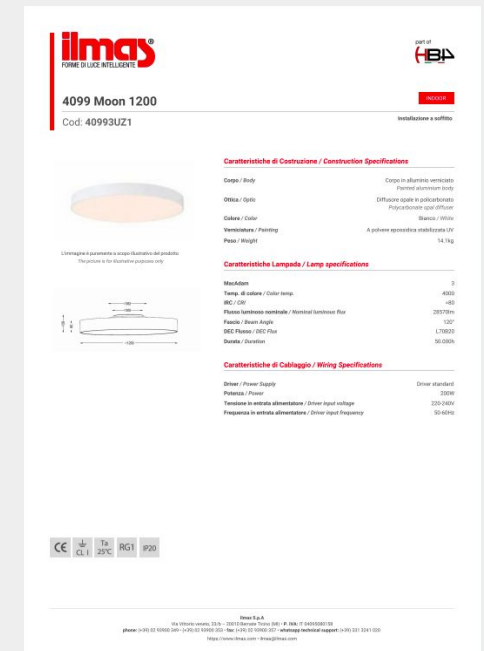 ilmas®
FORME DI LUCE INTELLIGENTE
part of
HBA
4099 Moon 1200
INDOOR
Cod: 40993UZ1
Installazione a soffitto
Caratteristiche di Costruzione / Construction Specifications
Corpo / Body Corpo in alluminio verniciato
Painted aluminium body
Ottica / Optic Diffusore opale in policarbonato
Polycarbonate opal diffuser
Colore / Color Bianco / White
Verniciatura / Painting A polvere epossidica stabilizzata UV
Peso / Weight 14.1kg
L'immagine è puramente a scopo illustrativo del prodotto
The picture is for illustrative purposes only
Caratteristiche Lampada / Lamp specifications
MacAdam 3
Temp. di colore / Color temp. 4000
IRC / CRI >80
Flusso luminoso nominale / Nominal luminous flux 28578lm
Fascio / Beam Angle 120°
DEC Flusso / DEC Flux L70B20
Durata / Duration 50.000h
Caratteristiche di Cablaggio / Wiring Specifications
Driver / Power Supply Driver standard
Potenza / Power 200W
Tensione in entrata alimentatore / Driver input voltage 220-240V
Frequenza in entrata alimentatore / Driver input frequency 50-60Hz
CE CL I Ta 25°C RG1 IP20
Ilmas S.p.A
https://www.ilmas.com - ilmas@ilmas.com